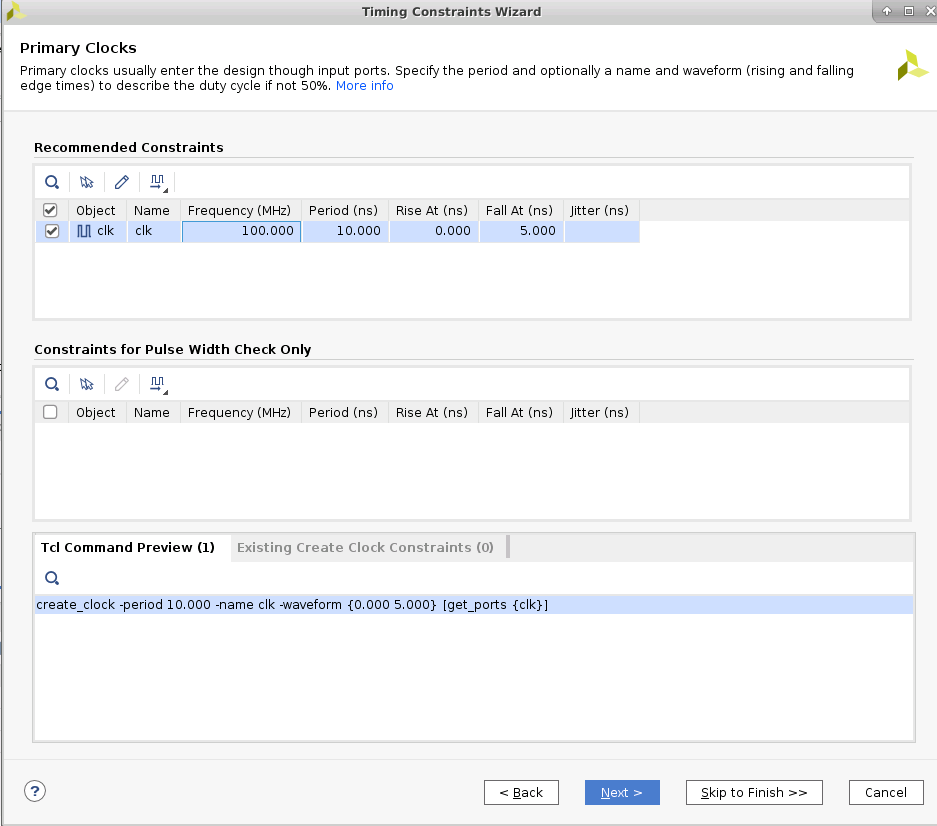 Timing Constraints Wizard
Primary Clocks
Primary clocks usually enter the design though input ports. Specify the period and optionally a name and waveform (rising and falling
edge times) to describe the duty cycle if not 50%. More info
Recommended Constraints
Object Name Frequency (MHz) Period (ns) Rise At (ns) Fall At (ns) Jitter (ns)
clk clk 100.000 10.000 0.000 5.000
Constraints for Pulse Width Check Only
Object Name Frequency (MHz) Period (ns) Rise At (ns) Fall At (ns) Jitter (ns)
Tcl Command Preview (1) Existing Create Clock Constraints (0)
create_clock -period 10.000 -name clk -waveform {0.000 5.000} [get_ports {clk}]
? < Back Next > Skip to Finish >> Cancel